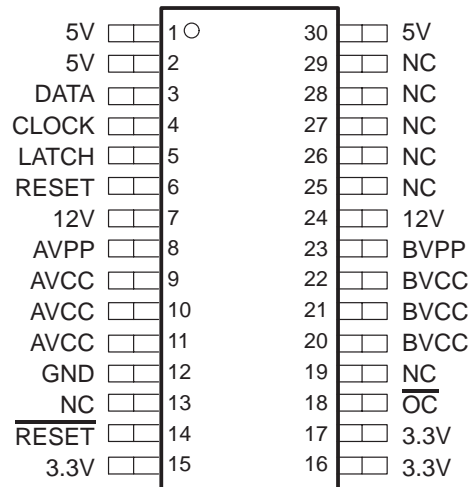 5V 1 30 5V
5V 2 29 NC
DATA 3 28 NC
CLOCK 4 27 NC
LATCH 5 26 NC
RESET 6 25 NC
12V 7 24 12V
AVPP 8 23 BVPP
AVCC 9 22 BVCC
AVCC 10 21 BVCC
AVCC 11 20 BVCC
GND 12 19 NC
NC 13 18 O̅C̅
R̅E̅S̅E̅T̅ 14 17 3.3V
3.3V 15 16 3.3V